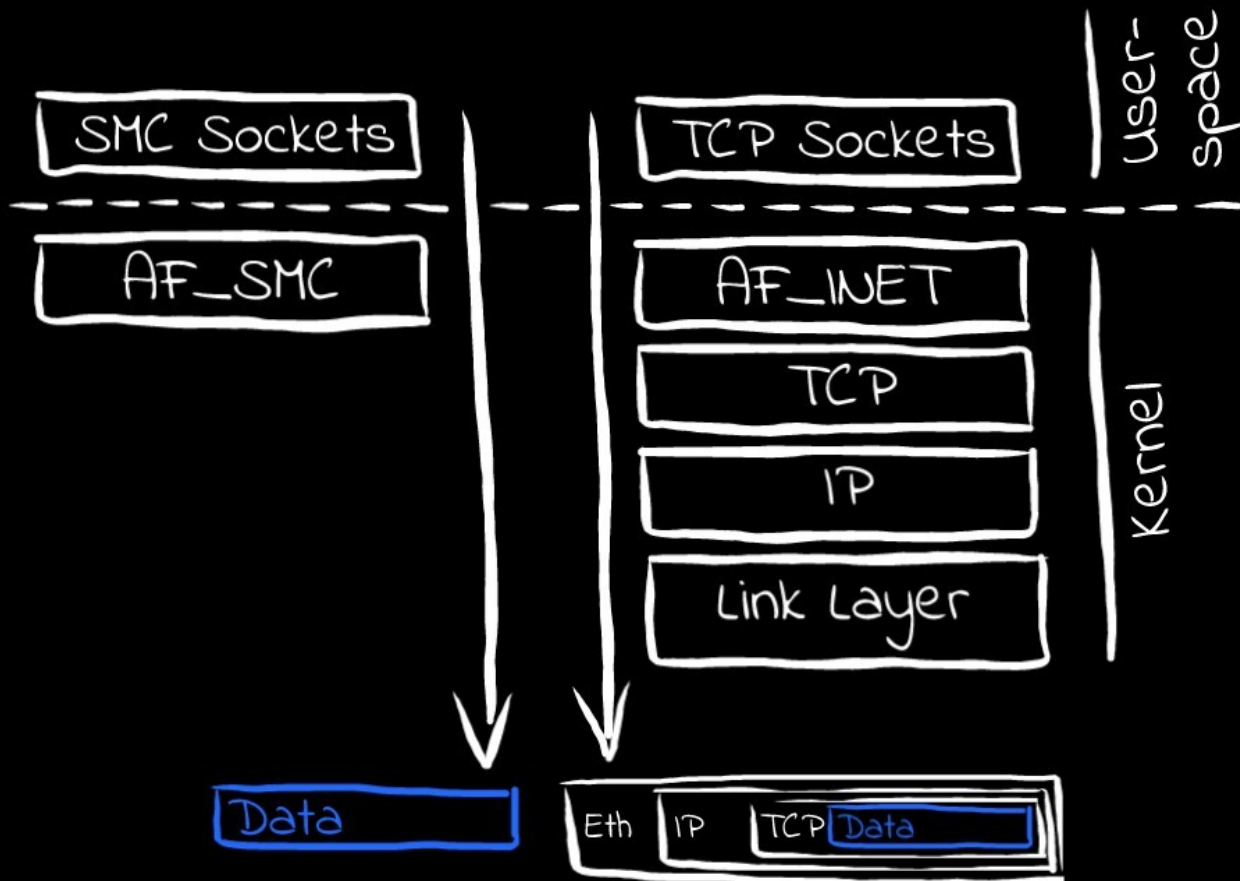 user-
space
SMC Sockets
TCP Sockets
AF_SMC
AF_INET
TCP
IP
Link Layer
Kernel
Data
Eth IP TCP Data